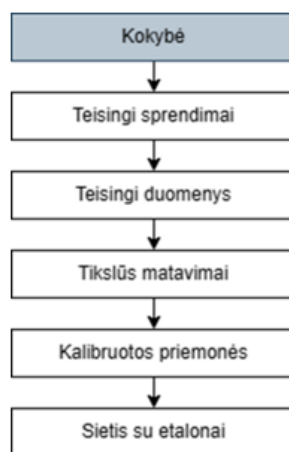 Kokybė
Teisingi sprendimai
Teisingi duomenys
Tikslūs matavimai
Kalibruotos priemonės
Sietis su etalonai